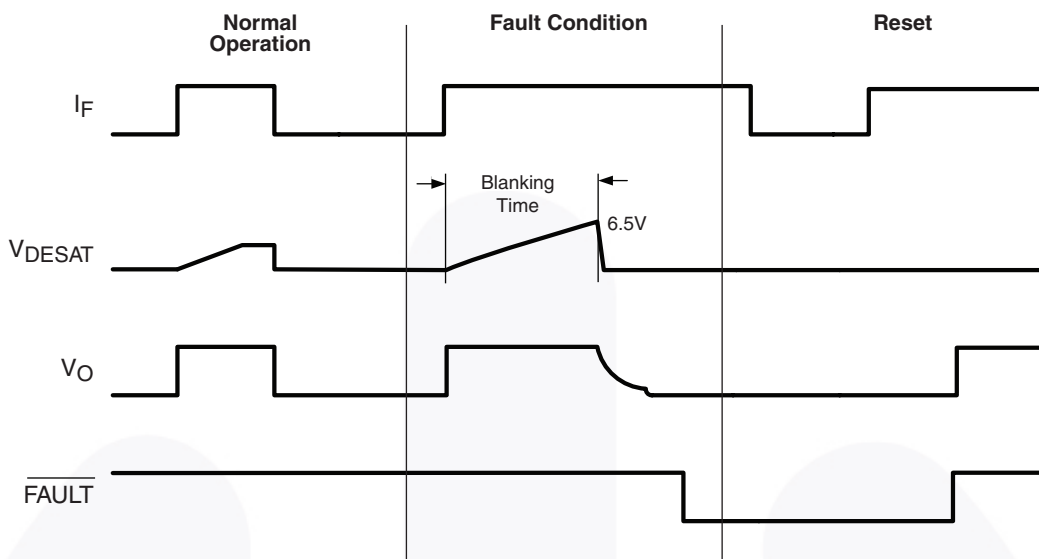 Normal
Operation
Fault Condition
Reset
IF
Blanking
Time
6.5V
VDESAT
VO
FAULT